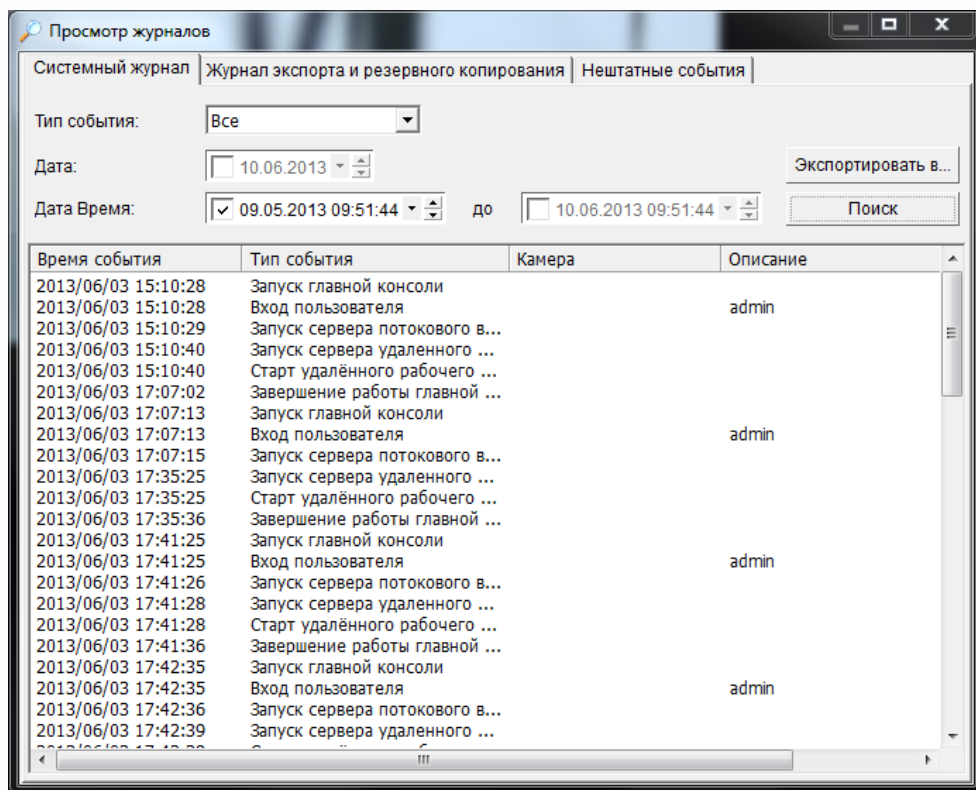 Просмотр журналов
Системный журнал Журнал экспорта и резервного копирования Нештатные события
Тип события: Все
Дата: 10.06.2013 Экспортировать в...
Дата Время: 09.05.2013 09:51:44 до 10.06.2013 09:51:44 Поиск
Время события Тип события Камера Описание
2013/06/03 15:10:28 Запуск главной консоли
2013/06/03 15:10:28 Вход пользователя admin
2013/06/03 15:10:29 Запуск сервера потокового в...
2013/06/03 15:10:40 Запуск сервера удаленного ...
2013/06/03 15:10:40 Старт удалённого рабочего ...
2013/06/03 17:07:02 Завершение работы главной ...
2013/06/03 17:07:13 Запуск главной консоли
2013/06/03 17:07:13 Вход пользователя admin
2013/06/03 17:07:15 Запуск сервера потокового в...
2013/06/03 17:35:25 Запуск сервера удаленного ...
2013/06/03 17:35:25 Старт удалённого рабочего ...
2013/06/03 17:35:36 Завершение работы главной ...
2013/06/03 17:41:25 Запуск главной консоли
2013/06/03 17:41:25 Вход пользователя admin
2013/06/03 17:41:26 Запуск сервера потокового в...
2013/06/03 17:41:28 Запуск сервера удаленного ...
2013/06/03 17:41:28 Старт удалённого рабочего ...
2013/06/03 17:41:36 Завершение работы главной ...
2013/06/03 17:42:35 Запуск главной консоли
2013/06/03 17:42:35 Вход пользователя admin
2013/06/03 17:42:36 Запуск сервера потокового в...
2013/06/03 17:42:39 Запуск сервера удаленного ...